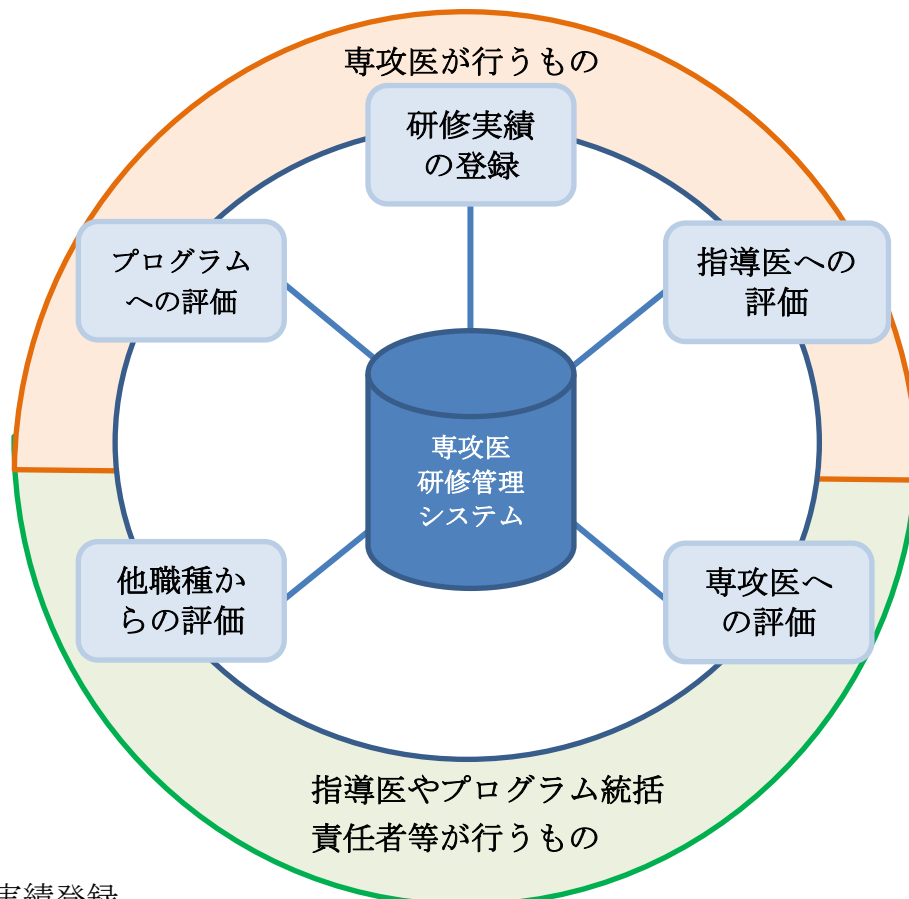 専攻医が行うもの
研修実績
の登録
プログラム
への評価
指導医への
評価
専攻医
研修管理
システム
他職種か
らの評価
専攻医へ
の評価
指導医やプログラム統括
責任者等が行うもの
実績登録